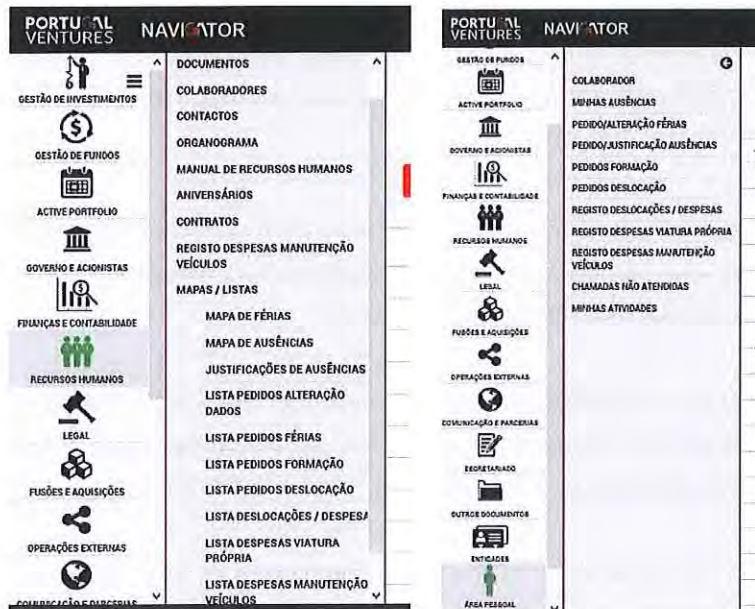 PORTUGAL
VENTURES
NAVIGATOR
GESTÃO DE INVESTIMENTOS
GESTÃO DE FUNDOS
ACTIVE PORTFOLIO
GOVERNO E ACIONISTAS
FINANÇAS E CONTABILIDADE
RECURSOS HUMANOS
LEGAL
FUSÕES E AQUISIÇÕES
OPERAÇÕES EXTERNAS
COMUNICAÇÃO E PARCERIAS
DOCUMENTOS
COLABORADORES
CONTACTOS
ORGANOGRAMA
MANUAL DE RECURSOS HUMANOS
ANIVERSÁRIOS
CONTRATOS
REGISTO DESPESAS MANUTENÇÃO
VEÍCULOS
MAPAS / LISTAS
MAPA DE FÉRIAS
MAPA DE AUSÊNCIAS
JUSTIFICAÇÕES DE AUSÊNCIAS
LISTA PEDIDOS ALTERAÇÃO
DADOS
LISTA PEDIDOS FÉRIAS
LISTA PEDIDOS FORMAÇÃO
LISTA PEDIDOS DESLOCAÇÃO
LISTA DESLOCAÇÕES / DESPESA
LISTA DESPESAS VIATURA
PRÓPRIA
LISTA DESPESAS MANUTENÇÃO
VEÍCULOS
PORTUGAL
VENTURES
NAVIGATOR
GESTÃO DE FUNDOS
ACTIVE PORTFOLIO
GOVERNO E ACIONISTAS
FINANÇAS E CONTABILIDADE
RECURSOS HUMANOS
LEGAL
FUSÕES E AQUISIÇÕES
OPERAÇÕES EXTERNAS
COMUNICAÇÃO E PARCERIAS
SECRETARIADO
OUTROS DOCUMENTOS
ENTIDADES
ÁREA PESSOAL
COLABORADOR
MINHAS AUSÊNCIAS
PEDIDO/ALTERAÇÃO FÉRIAS
PEDIDO/JUSTIFICAÇÃO AUSÊNCIAS
PEDIDOS FORMAÇÃO
PEDIDOS DESLOCAÇÃO
REGISTO DESLOCAÇÕES / DESPESAS
REGISTO DESPESAS VIATURA PRÓPRIA
REGISTO DESPESAS MANUTENÇÃO
VEÍCULOS
CHAMADAS NÃO ATENDIDAS
MINHAS ATIVIDADES